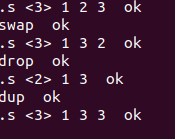 .s <3> 1 2 3  ok
swap  ok
.s <3> 1 3 2  ok
drop  ok
.s <2> 1 3  ok
dup  ok
.s <3> 1 3 3  ok